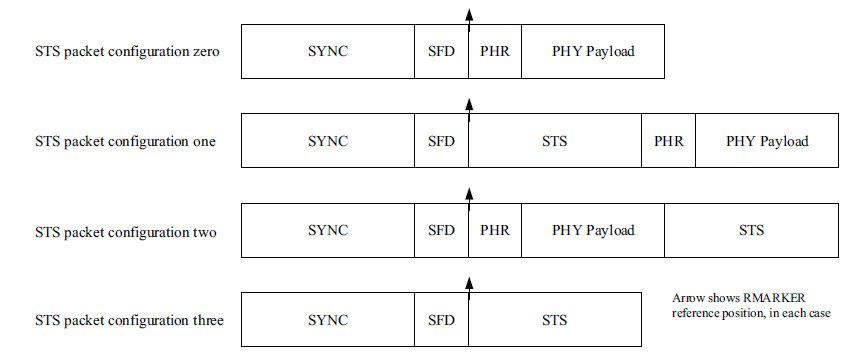 STS packet configuration zero
SYNC
SFD
PHR
PHY Payload
STS packet configuration one
SYNC
SFD
STS
PHR
PHY Payload
STS packet configuration two
SYNC
SFD
PHR
PHY Payload
STS
STS packet configuration three
SYNC
SFD
STS
Arrow shows RMARKER
reference position, in each case